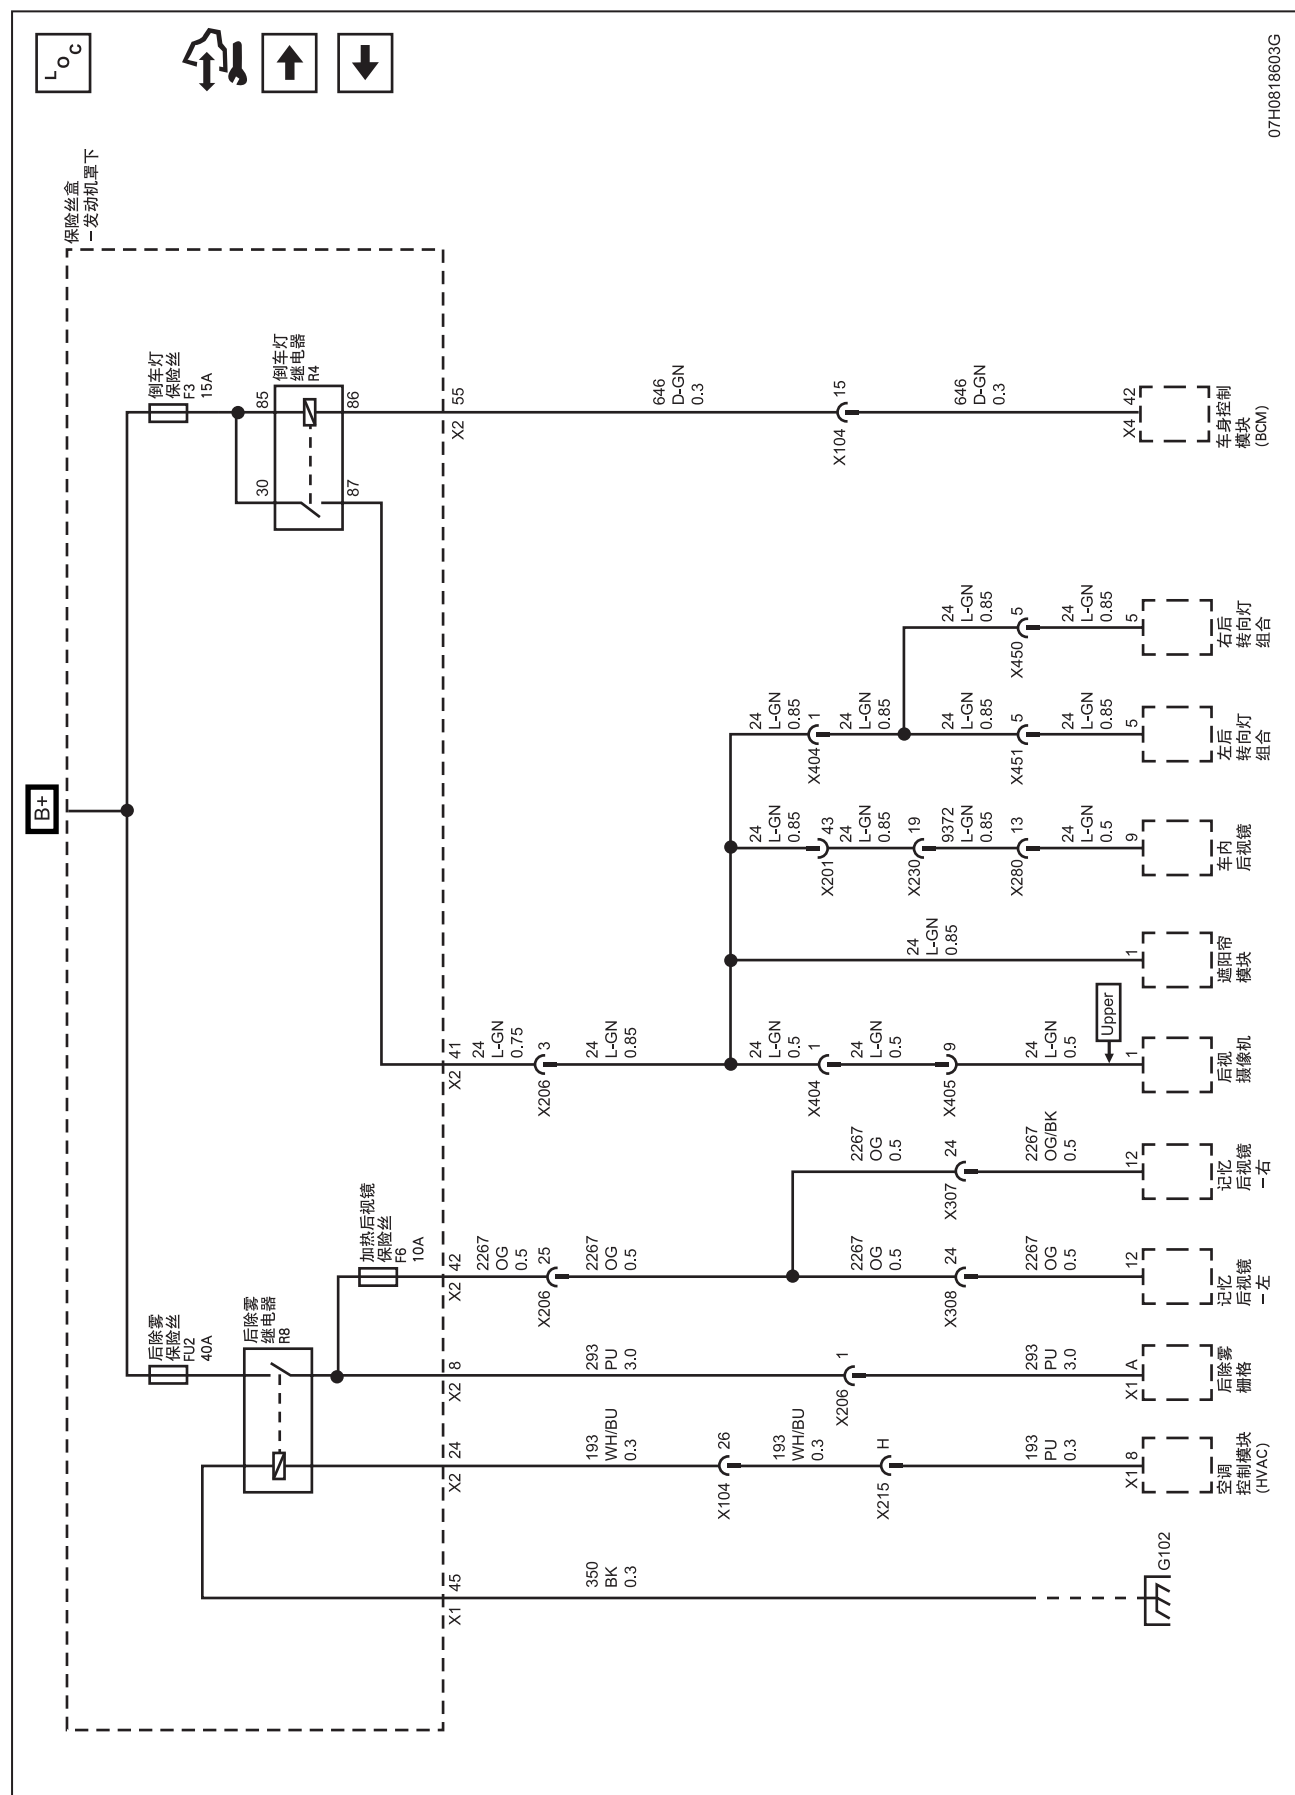 L O C
B+
保险丝盒
–发动机罩下
后除雾
保险丝
FU2
40A
倒车灯
保险丝
F3
15A
后除雾
继电器
R8
30
85
倒车灯
继电器
R4
87
86
加热后视镜
保险丝
F6
10A
X1 45
X2 24
X2 8
X2 42
X2 41
X2 55
350
BK
0.3
G102
193
WH/BU
0.3
X104 26
193
WH/BU
0.3
X215 H
193
PU
0.3
X1 8
空调
控制模块
(HVAC)
293
PU
3.0
X206 1
293
PU
3.0
X1 A
后除雾
栅格
2267
OG
0.5
X206 25
2267
OG
0.5
2267
OG
0.5
X308 24
2267
OG
0.5
12
记忆
后视镜
–左
2267
OG
0.5
X307 24
2267
OG/BK
0.5
12
记忆
后视镜
–右
24
L-GN
0.75
X206 3
24
L-GN
0.85
24
L-GN
0.5
X404 1
24
L-GN
0.5
X405 9
24
L-GN
0.5
Upper
1
后视
摄像机
24
L-GN
0.85
1
遮阳帘
模块
24
L-GN
0.85
X201 43
24
L-GN
0.85
X230 19
9372
L-GN
0.85
X280 13
24
L-GN
0.5
9
车内
后视镜
24
L-GN
0.85
X404 1
24
L-GN
0.85
24
L-GN
0.85
X451 5
24
L-GN
0.85
5
左后
转向灯
组合
24
L-GN
0.85
X450 5
24
L-GN
0.85
5
右后
转向灯
组合
646
D-GN
0.3
X104 15
646
D-GN
0.3
X4 42
车身控制
模块
(BCM)
07H0818603G